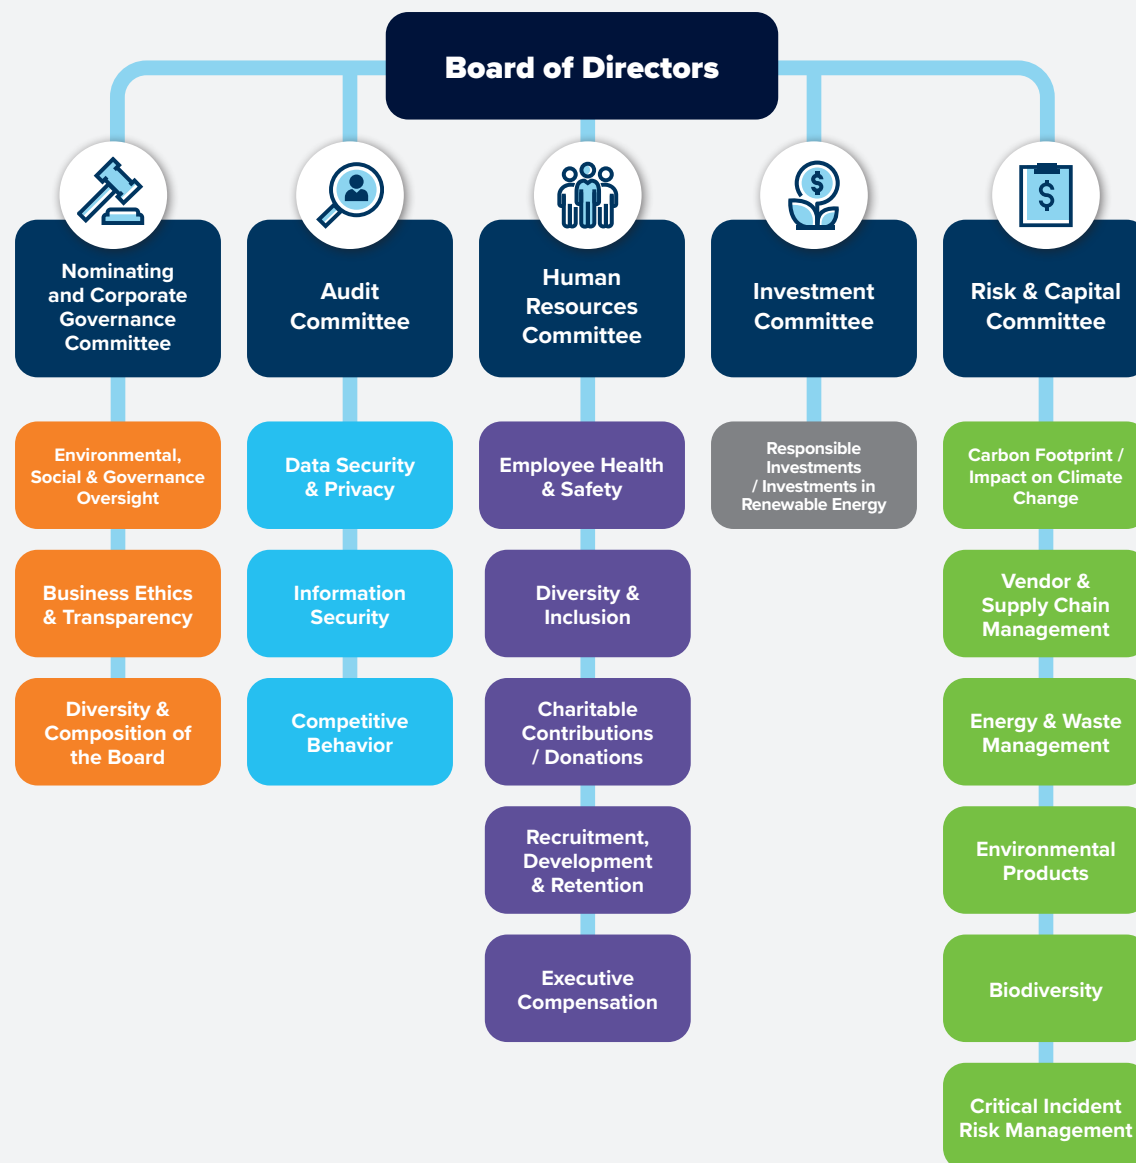 Board of Directors
Nominating
and Corporate
Governance
Committee
Audit
Committee
Human
Resources
Committee
Investment
Committee
Risk & Capital
Committee
Environmental,
Social & Governance
Oversight
Business Ethics
& Transparency
Diversity &
Composition of
the Board
Data Security
& Privacy
Information
Security
Competitive
Behavior
Employee Health
& Safety
Diversity &
Inclusion
Charitable
Contributions
/ Donations
Recruitment,
Development
& Retention
Executive
Compensation
Responsible
Investments
/ Investments in
Renewable Energy
Carbon Footprint /
Impact on Climate
Change
Vendor &
Supply Chain
Management
Energy & Waste
Management
Environmental
Products
Biodiversity
Critical Incident
Risk Management